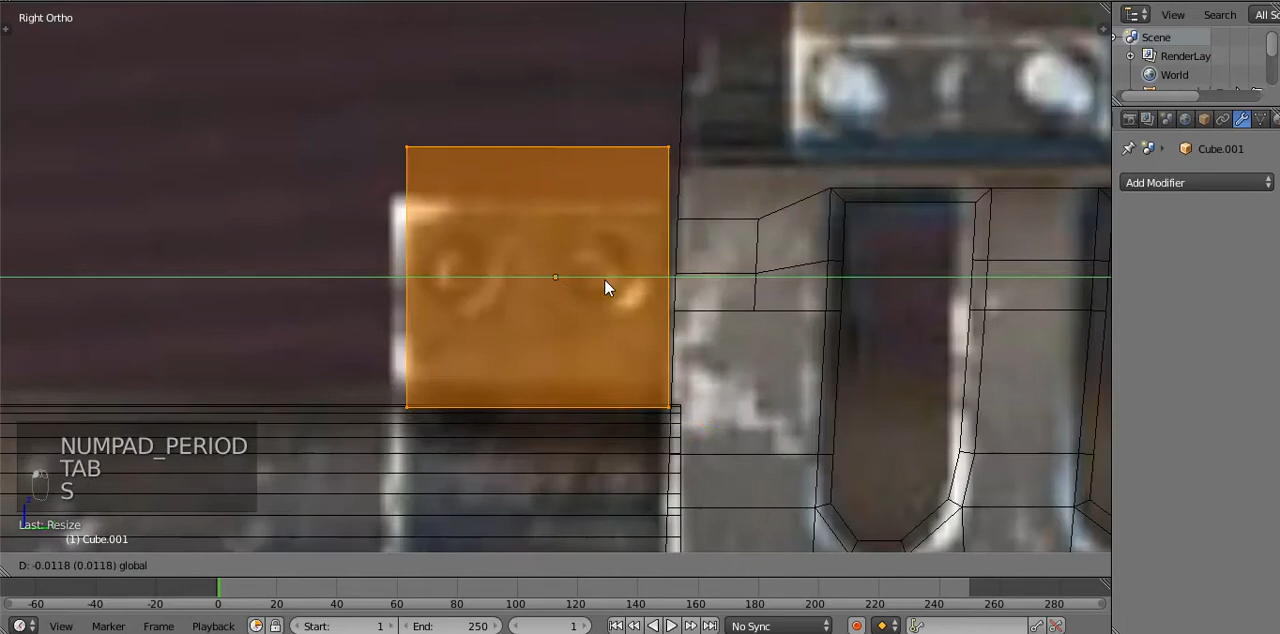 Right Ortho
View Search All Sc
Scene
RenderLay
World
Cube.001
Add Modifier
NUMPAD_PERIOD
TAB
S
Last: Resize
(1) Cube.001
D: -0.0118 (0.0118) global
-60 -40 -20 0 20 40 60 80 100 120 140 160 180 200 220 240 260 280
View Marker Frame Playback Start: 1 End: 250 1 No Sync